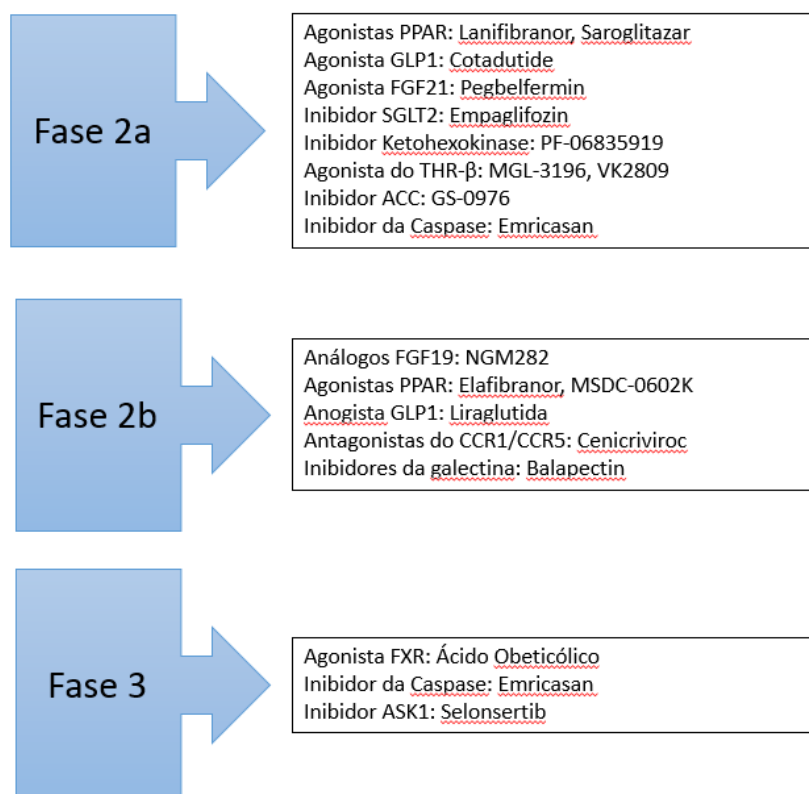 Fase 2a
Agonistas PPAR: Lanifibranor, Saroglitazar
Agonista GLP1: Cotadutide
Agonista FGF21: Pegbelfermin
Inibidor SGLT2: Empaglifozin
Inibidor Ketohexokinase: PF-06835919
Agonista do THR-β: MGL-3196, VK2809
Inibidor ACC: GS-0976
Inibidor da Caspase: Emricasan
Fase 2b
Análogos FGF19: NGM282
Agonistas PPAR: Elafibranor, MSDC-0602K
Anogista GLP1: Liraglutida
Antagonistas do CCR1/CCR5: Cenicriviroc
Inibidores da galectina: Balapectin
Fase 3
Agonista FXR: Ácido Obeticólico
Inibidor da Caspase: Emricasan
Inibidor ASK1: Selonsertib